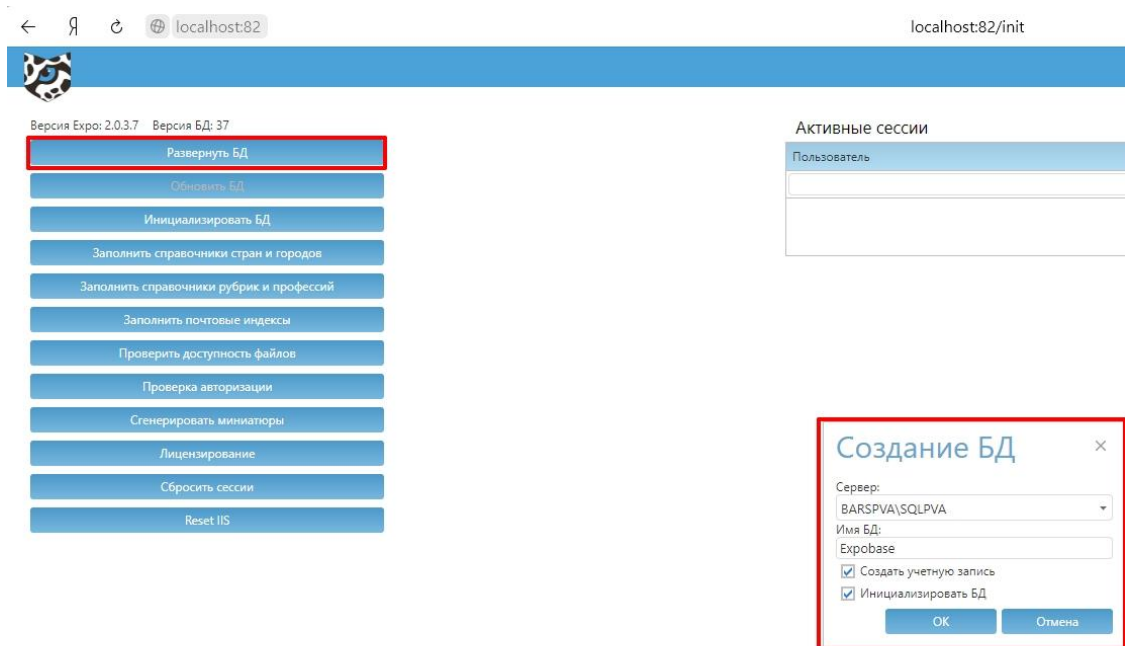 Я localhost:82 localhost:82/init
Версия Expo: 2.0.3.7 Версия БД: 37
Развернуть БД
Обновить БД
Инициализировать БД
Заполнить справочники стран и городов
Заполнить справочники рубрик и профессий
Заполнить почтовые индексы
Проверить доступность файлов
Проверка авторизации
Сгенерировать миниатюры
Лицензирование
Сбросить сессии
Reset IIS
Активные сессии
Пользователь
Создание БД
Сервер:
BARSPVA\SQLPVA
Имя БД:
Expobase
Создать учетную запись
Инициализировать БД
ОК Отмена